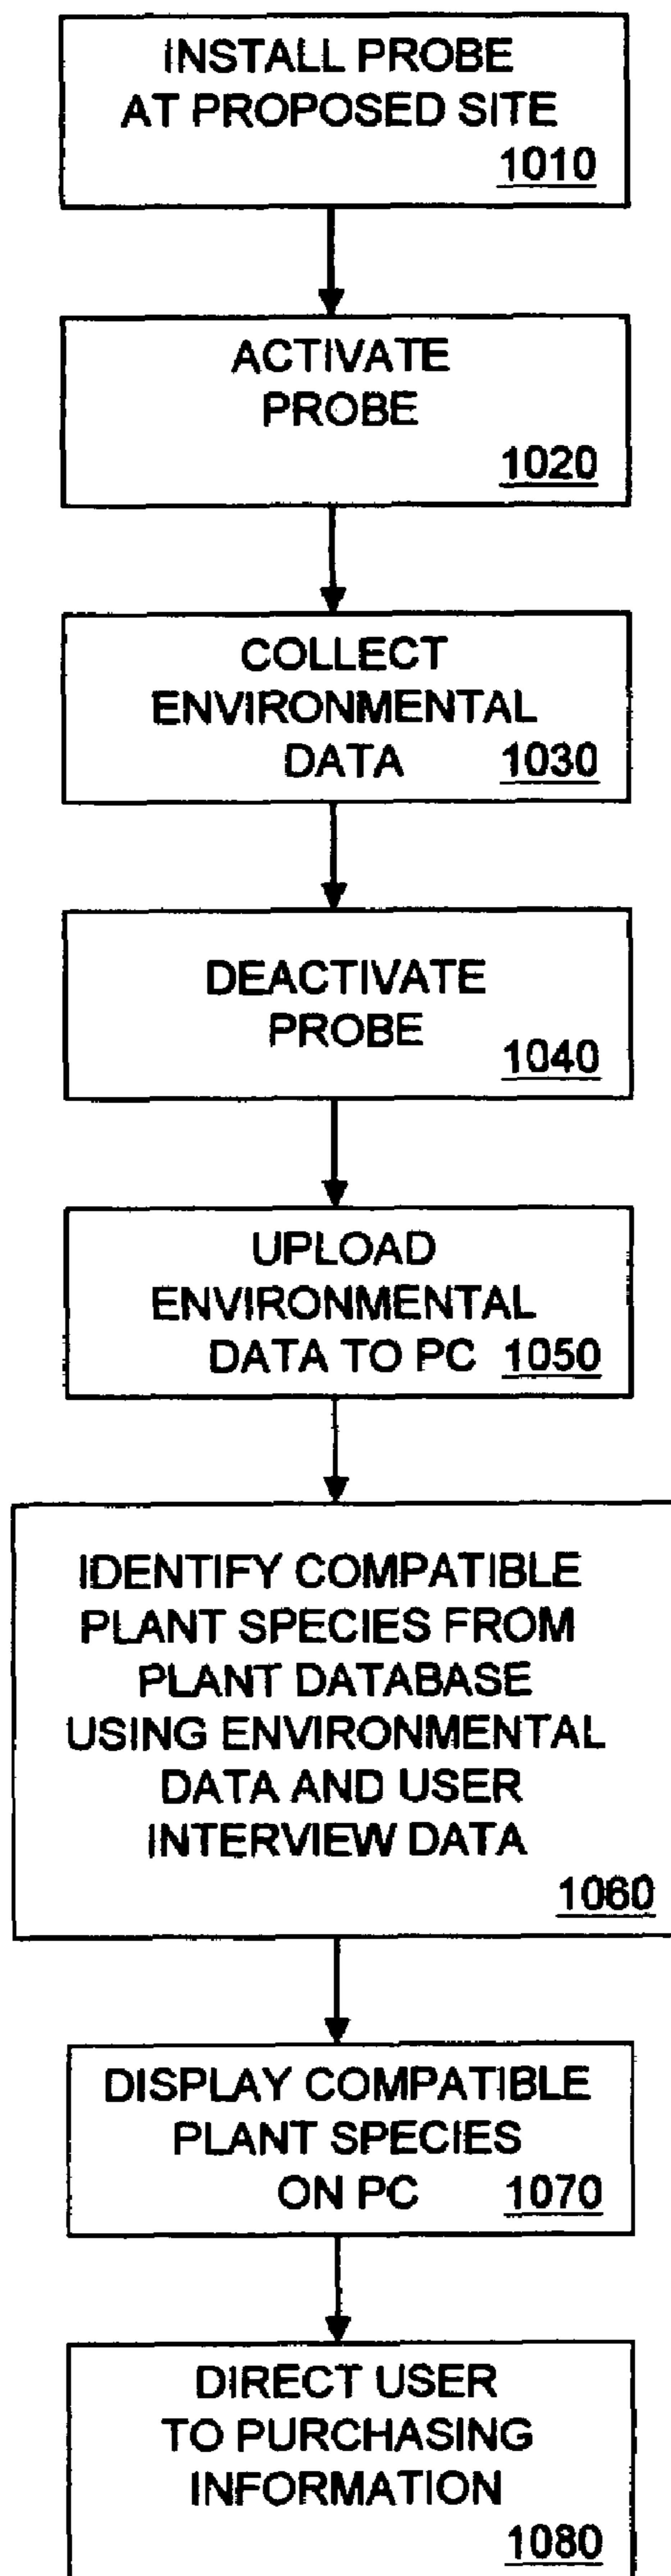 INSTALL PROBE
AT PROPOSED SITE
1010
ACTIVATE
PROBE
1020
COLLECT
ENVIRONMENTAL
DATA 1030
DEACTIVATE
PROBE
1040
UPLOAD
ENVIRONMENTAL
DATA TO PC 1050
IDENTIFY COMPATIBLE
PLANT SPECIES FROM
PLANT DATABASE
USING ENVIRONMENTAL
DATA AND USER
INTERVIEW DATA
1060
DISPLAY COMPATIBLE
PLANT SPECIES
ON PC 1070
DIRECT USER
TO PURCHASING
INFORMATION
1080